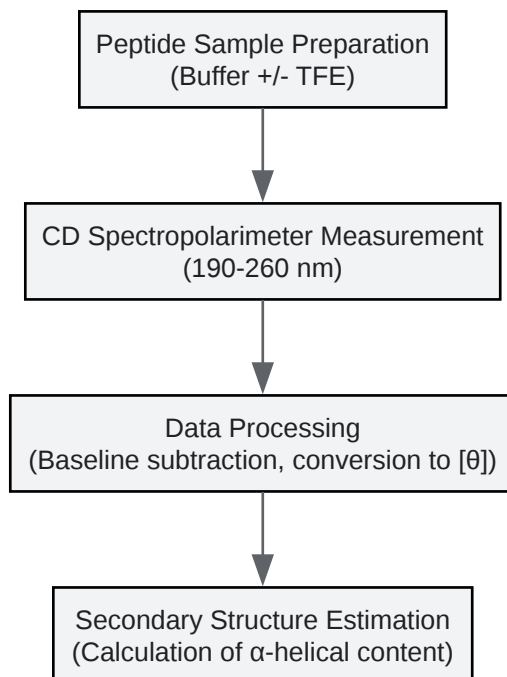 Peptide Sample Preparation
(Buffer +/- TFE)
CD Spectropolarimeter Measurement
(190-260 nm)
Data Processing
(Baseline subtraction, conversion to [θ])
Secondary Structure Estimation
(Calculation of α-helical content)